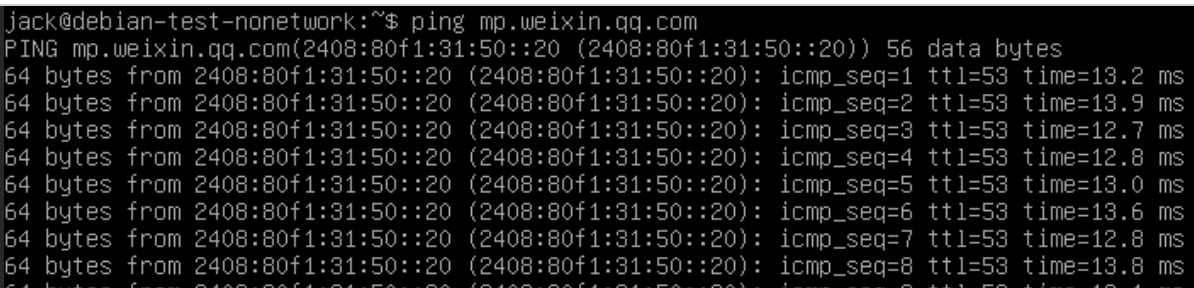 jack@debian-test-nonetwork:~$ ping mp.weixin.qq.com
PING mp.weixin.qq.com(2408:80f1:31:50::20 (2408:80f1:31:50::20)) 56 data bytes
64 bytes from 2408:80f1:31:50::20 (2408:80f1:31:50::20): icmp_seq=1 ttl=53 time=13.2 ms
64 bytes from 2408:80f1:31:50::20 (2408:80f1:31:50::20): icmp_seq=2 ttl=53 time=13.9 ms
64 bytes from 2408:80f1:31:50::20 (2408:80f1:31:50::20): icmp_seq=3 ttl=53 time=12.7 ms
64 bytes from 2408:80f1:31:50::20 (2408:80f1:31:50::20): icmp_seq=4 ttl=53 time=12.8 ms
64 bytes from 2408:80f1:31:50::20 (2408:80f1:31:50::20): icmp_seq=5 ttl=53 time=13.0 ms
64 bytes from 2408:80f1:31:50::20 (2408:80f1:31:50::20): icmp_seq=6 ttl=53 time=13.6 ms
64 bytes from 2408:80f1:31:50::20 (2408:80f1:31:50::20): icmp_seq=7 ttl=53 time=12.8 ms
64 bytes from 2408:80f1:31:50::20 (2408:80f1:31:50::20): icmp_seq=8 ttl=53 time=13.8 ms